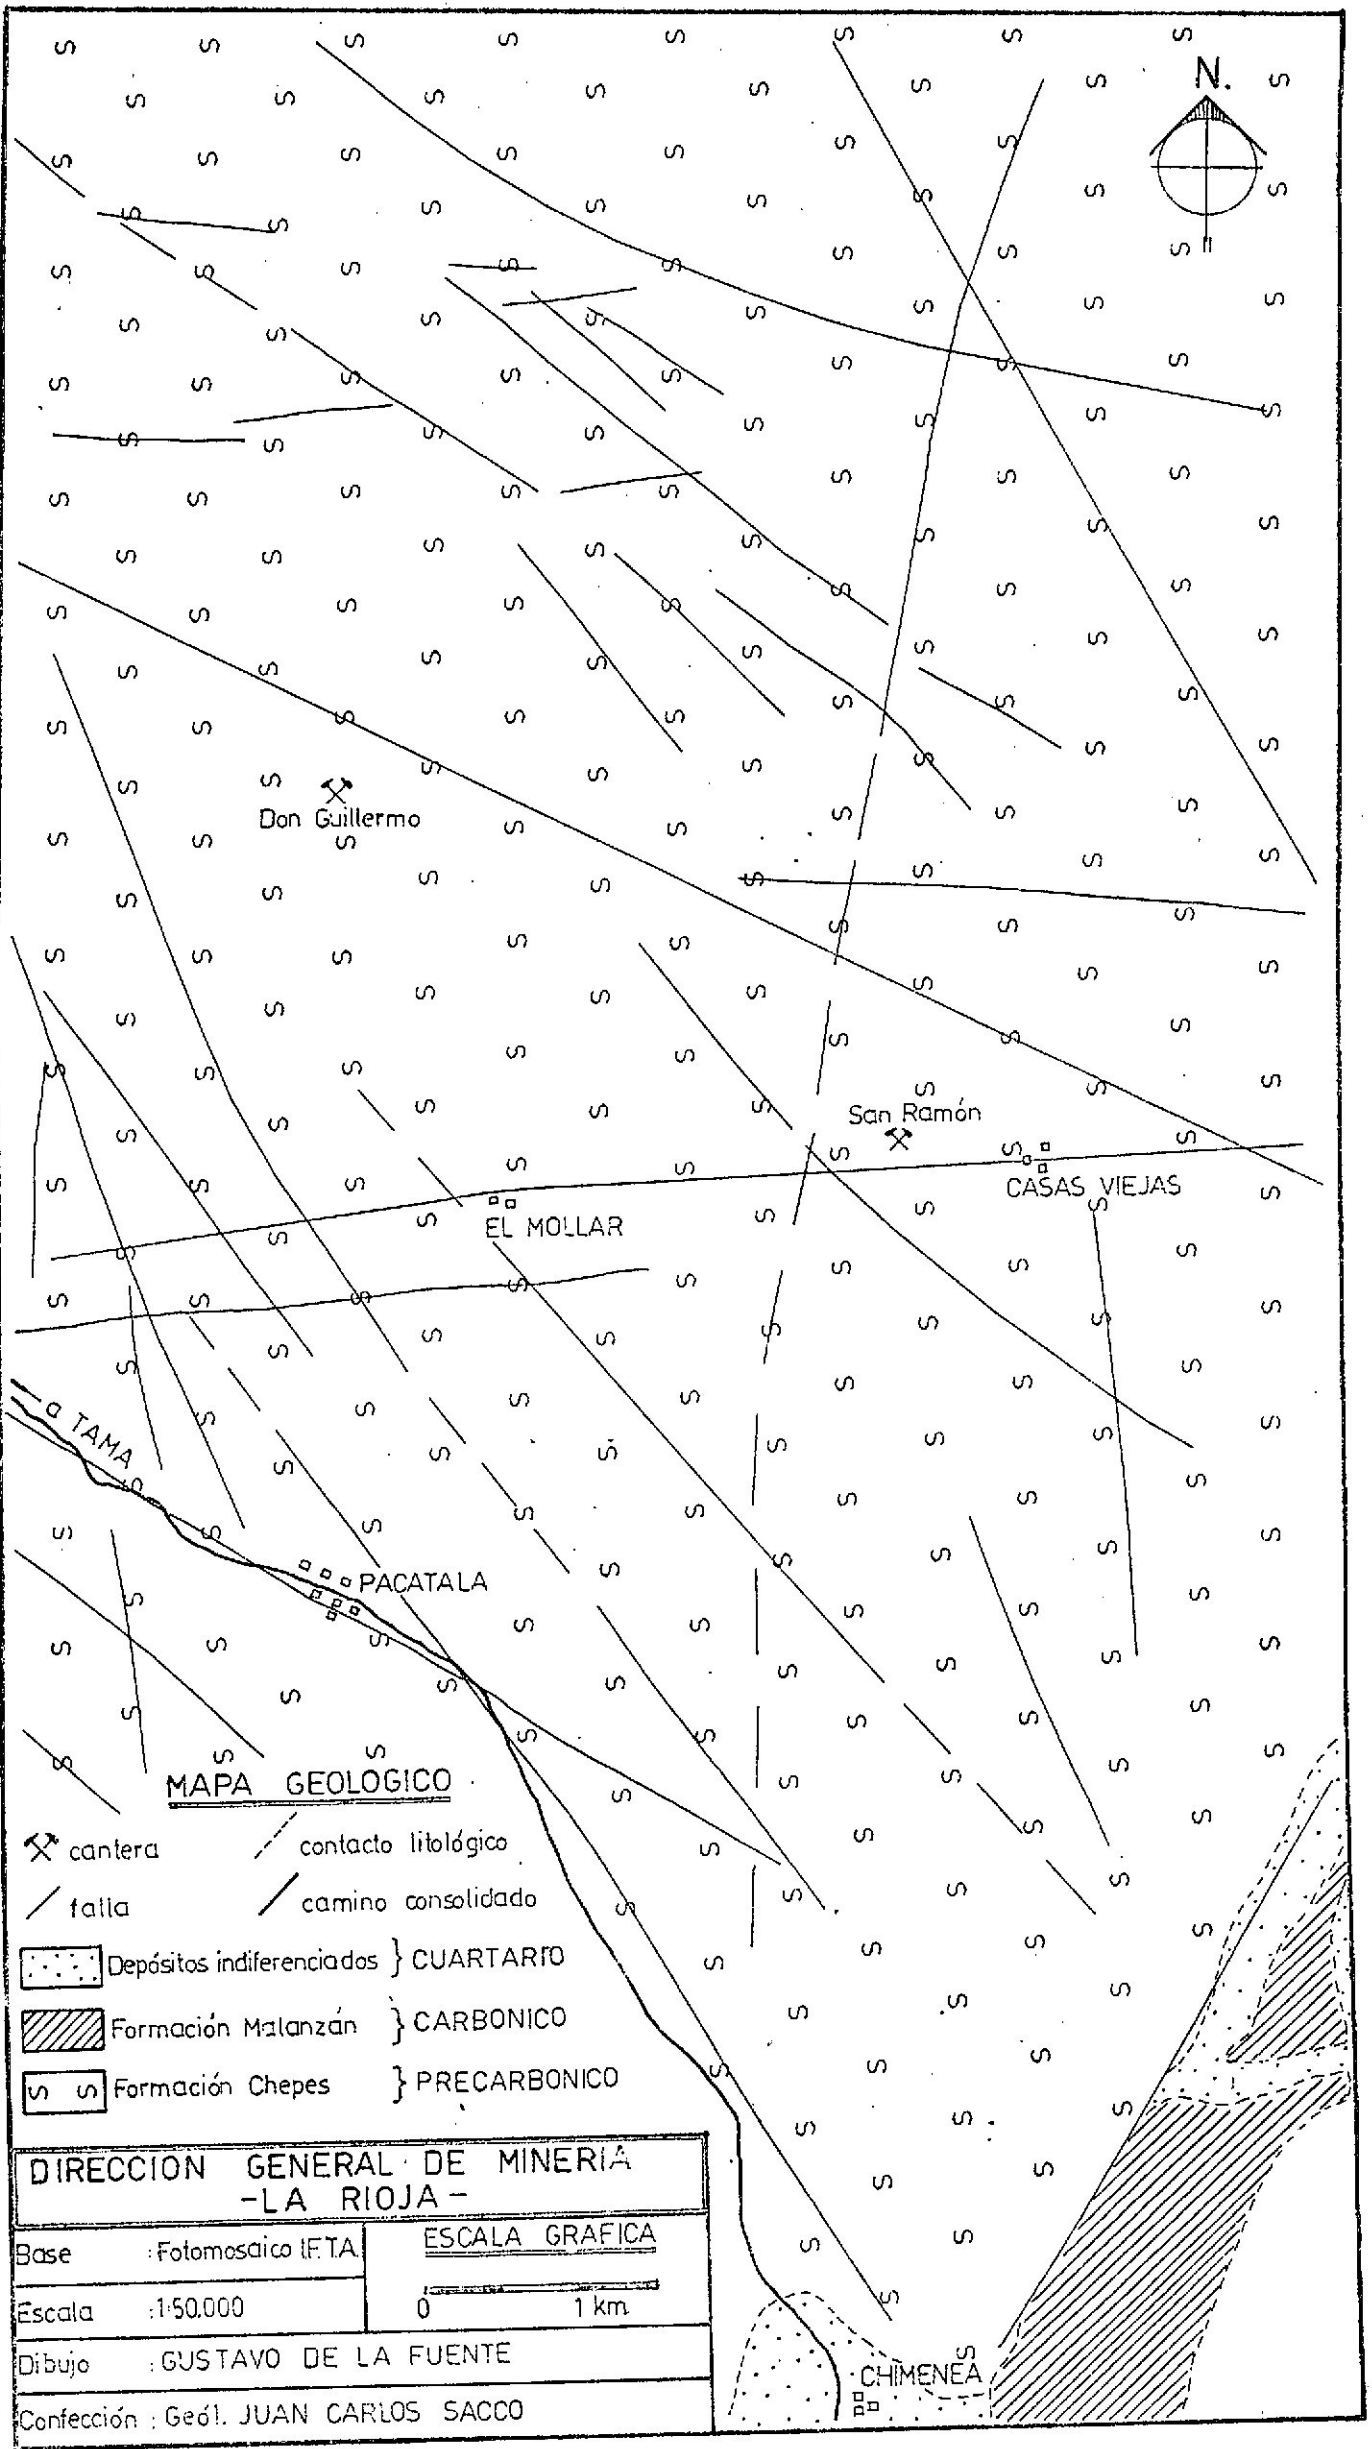 N.
Don Guillermo
San Ramón
CASAS VIEJAS
EL MOLLAR
a TAMA
PACATALA
MAPA GEOLOGICO
cantera
contacto litológico
falla
camino consolidado
Depósitos indiferenciados } CUARTARIO
Formación Malanzán } CARBONICO
S S Formación Chepes } PRECARBONICO
DIRECCION GENERAL DE MINERIA
-LA RIOJA-
Base : Fotomosaico I.F.T.A.
ESCALA GRAFICA
Escala :1:50.000
0 1 km
Dibujo : GUSTAVO DE LA FUENTE
CHIMENEA
Confección : Geól. JUAN CARLOS SACCO